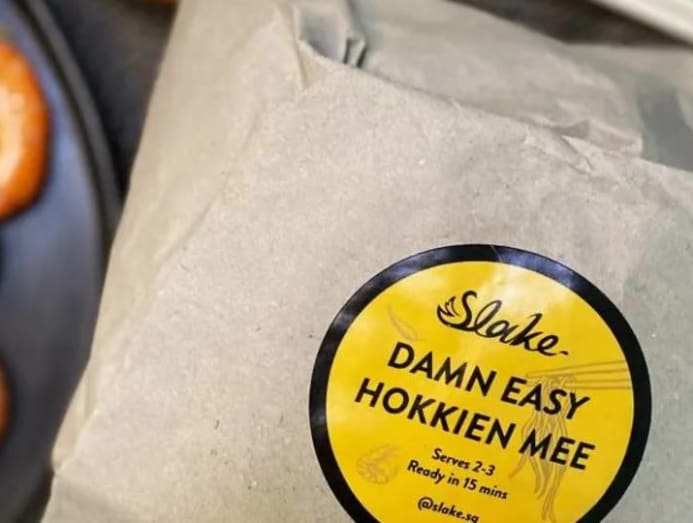 Slake
DAMN EASY
HOKKIEN MEE
Serves 2-3
Ready in 15 mins
@slake.sg